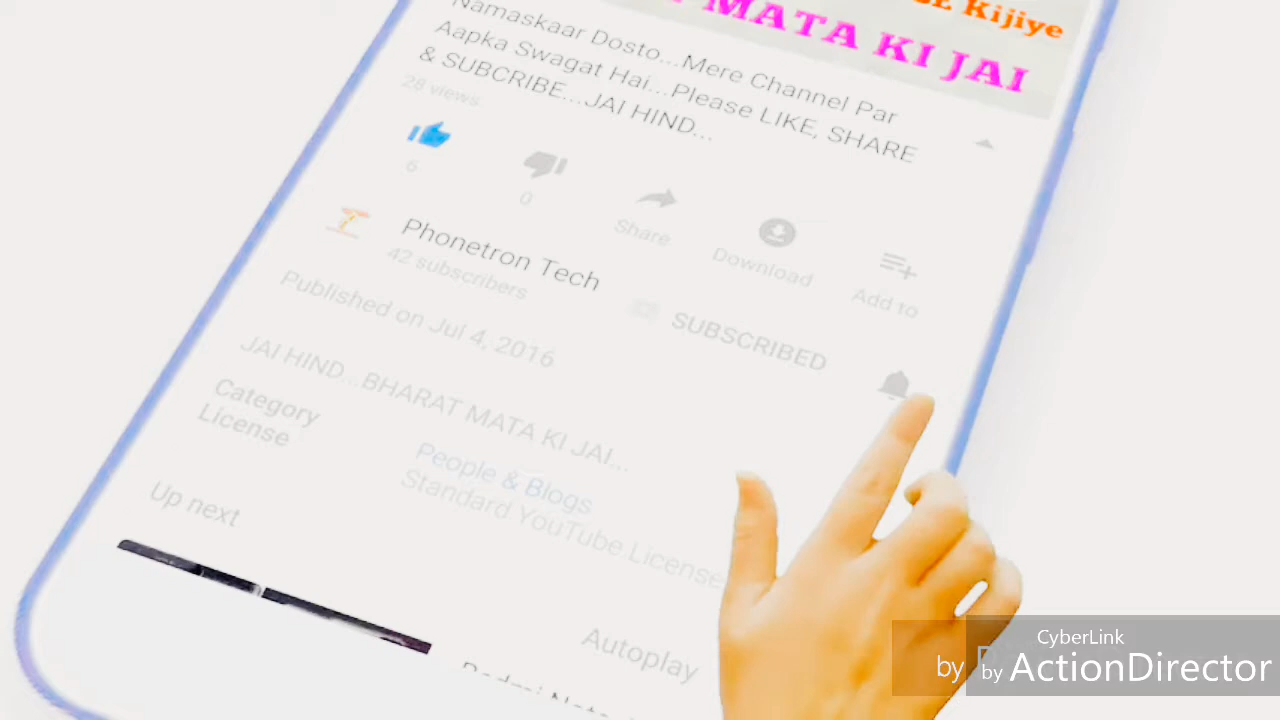 SE Kijiye
MATA KI JAI
Namaskaar Dosto...Mere Channel Par
Aapka Swagat Hai...Please LIKE, SHARE
& SUBCRIBE...JAI HIND...
28 views
6
0
Share
Download
Add to
Phonetron Tech
42 subscribers
SUBSCRIBED
Published on Jul 4, 2016
JAI HIND...BHARAT MATA KI JAI...
Category
People & Blogs
License
Standard YouTube License
Up next
Autoplay
CyberLink
by
by ActionDirector